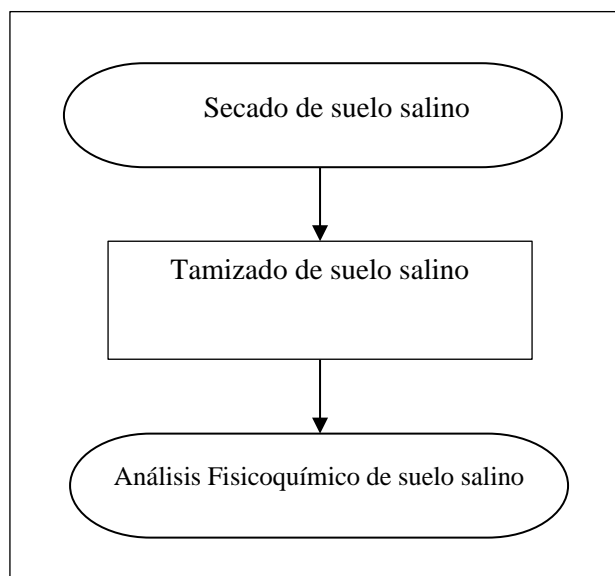 Secado de suelo salino
Tamizado de suelo salino
Análisis Fisicoquímico de suelo salino